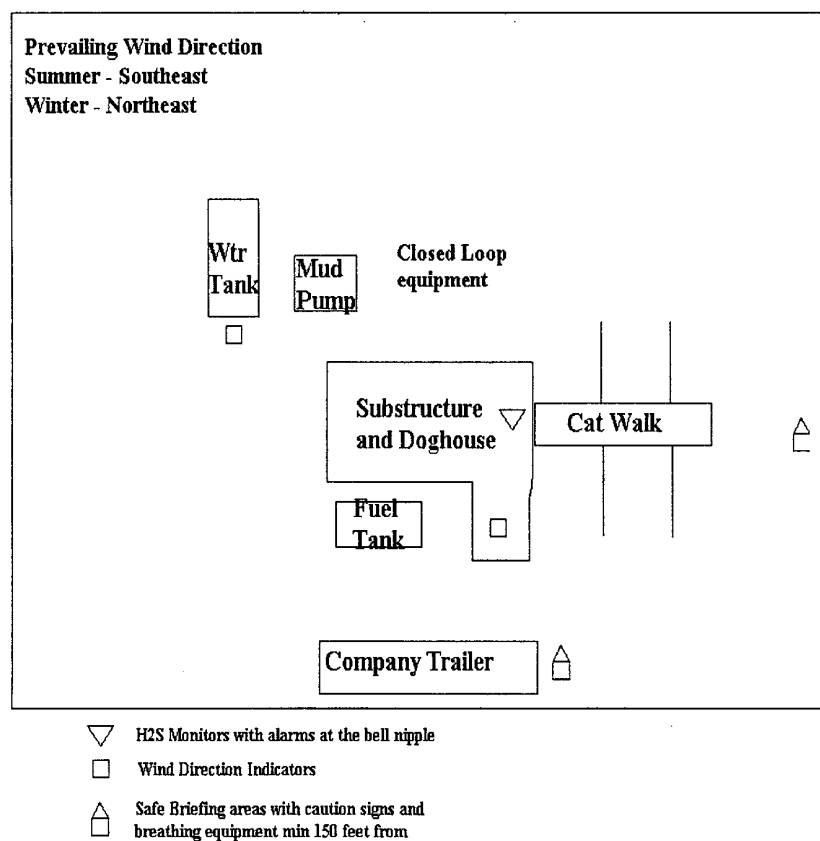 Prevailing Wind Direction
Summer - Southeast
Winter - Northeast
Wtr
Tank
Mud
Pump
Closed Loop
equipment
Substructure
and Doghouse
Cat Walk
Fuel
Tank
Company Trailer
H2S Monitors with alarms at the bell nipple
Wind Direction Indicators
Safe Briefing areas with caution signs and
breathing equipment min 150 feet from